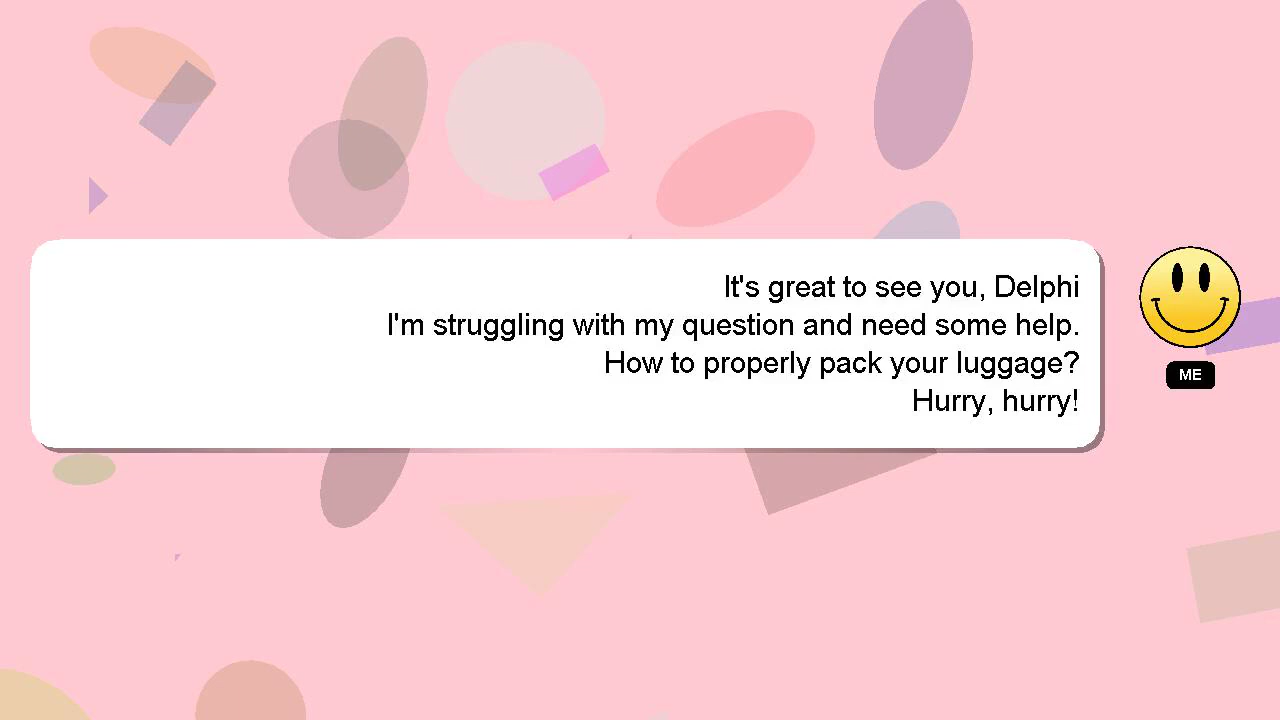 It's great to see you, Delphi
I'm struggling with my question and need some help.
How to properly pack your luggage?
Hurry, hurry!
ME